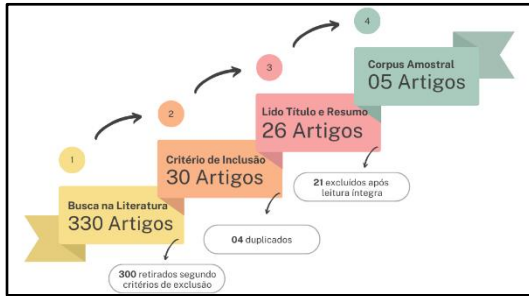 1
Busca na Literatura
330 Artigos
300 retirados segundo
critérios de exclusão
2
Critério de Inclusão
30 Artigos
04 duplicados
3
Lido Título e Resumo
26 Artigos
21 excluídos após
leitura íntegra
4
Corpus Amostral
05 Artigos